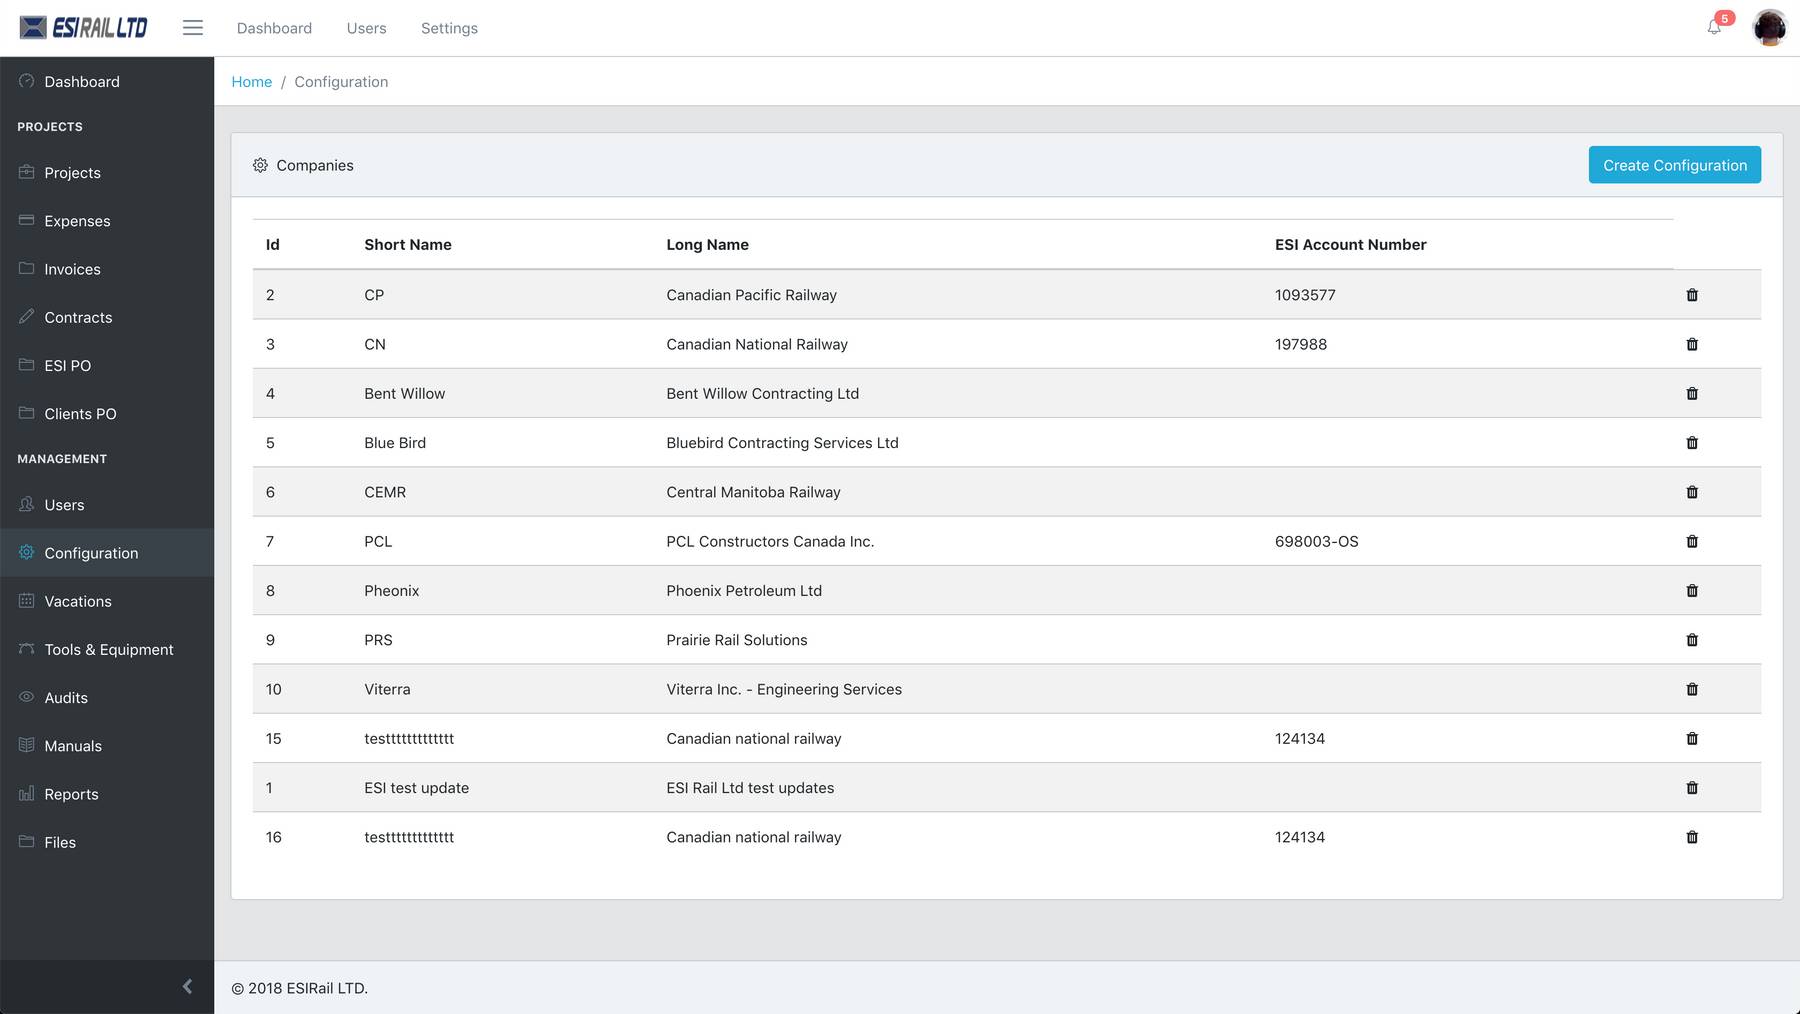 ESIRAIL LTD
Dashboard Users Settings
5
Home / Configuration
Dashboard
PROJECTS
Projects
Expenses
Invoices
Contracts
ESI PO
Clients PO
MANAGEMENT
Users
Configuration
Vacations
Tools & Equipment
Audits
Manuals
Reports
Files
Companies
Create Configuration
Id Short Name Long Name ESI Account Number
2 CP Canadian Pacific Railway 1093577
3 CN Canadian National Railway 197988
4 Bent Willow Bent Willow Contracting Ltd
5 Blue Bird Bluebird Contracting Services Ltd
6 CEMR Central Manitoba Railway
7 PCL PCL Constructors Canada Inc. 698003-OS
8 Pheonix Phoenix Petroleum Ltd
9 PRS Prairie Rail Solutions
10 Viterra Viterra Inc. - Engineering Services
15 testttttttttttttt Canadian national railway 124134
1 ESI test update ESI Rail Ltd test updates
16 testttttttttttttt Canadian national railway 124134
© 2018 ESIRail LTD.